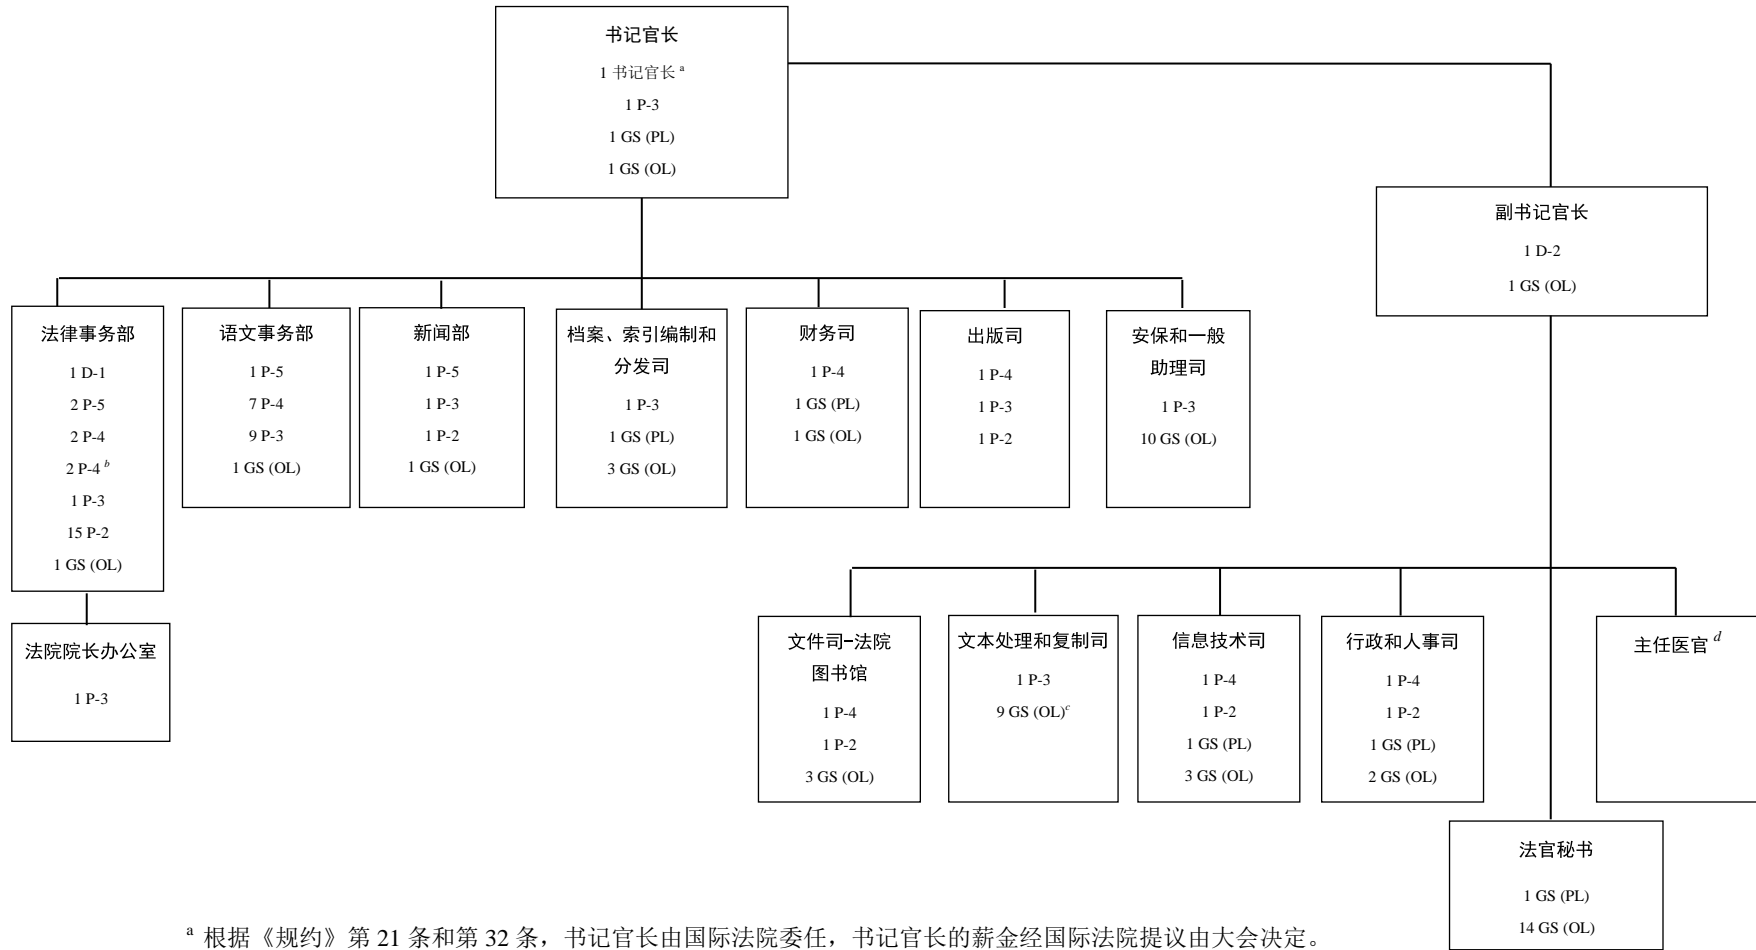 书记官长
1 书记官长 a
1 P-3
1 GS (PL)
1 GS (OL)
副书记官长
1 D-2
1 GS (OL)
法律事务部
1 D-1
2 P-5
2 P-4
2 P-4 b
1 P-3
15 P-2
1 GS (OL)
语文事务部
1 P-5
7 P-4
9 P-3
1 GS (OL)
新闻部
1 P-5
1 P-3
1 P-2
1 GS (OL)
档案、索引编制和
分发司
1 P-3
1 GS (PL)
3 GS (OL)
财务司
1 P-4
1 GS (PL)
1 GS (OL)
出版司
1 P-4
1 P-3
1 P-2
安保和一般
助理司
1 P-3
10 GS (OL)
法院院长办公室
1 P-3
文件司-法院
图书馆
1 P-4
1 P-2
3 GS (OL)
文本处理和复制司
1 P-3
9 GS (OL)c
信息技术司
1 P-4
1 P-2
1 GS (PL)
3 GS (OL)
行政和人事司
1 P-4
1 P-2
1 GS (PL)
2 GS (OL)
主任医官 d
法官秘书
1 GS (PL)
14 GS (OL)
a 根据《规约》第 21 条和第 32 条，书记官长由国际法院委任，书记官长的薪金经国际法院提议由大会决定。